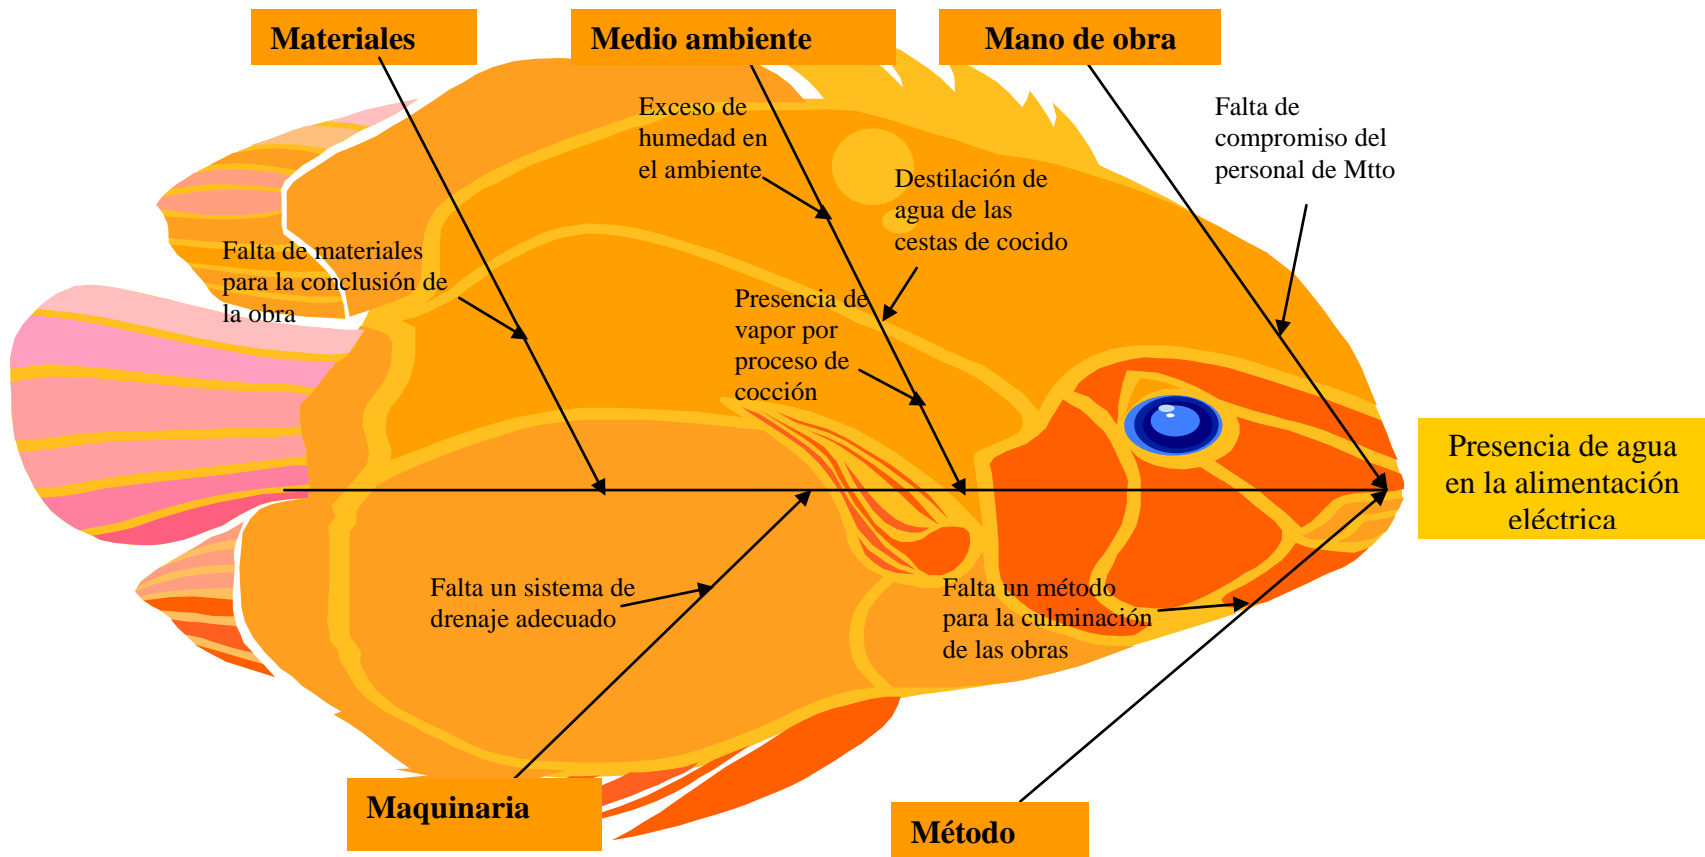 Materiales
Medio ambiente
Mano de obra
Exceso de
humedad en
el ambiente
Falta de
compromiso del
personal de Mtto
Destilación de
agua de las
cestas de cocido
Falta de materiales
para la conclusión de
la obra
Presencia de
vapor por
proceso de
cocción
Presencia de agua
en la alimentación
eléctrica
Falta un sistema de
drenaje adecuado
Falta un método
para la culminación
de las obras
Maquinaria
Método